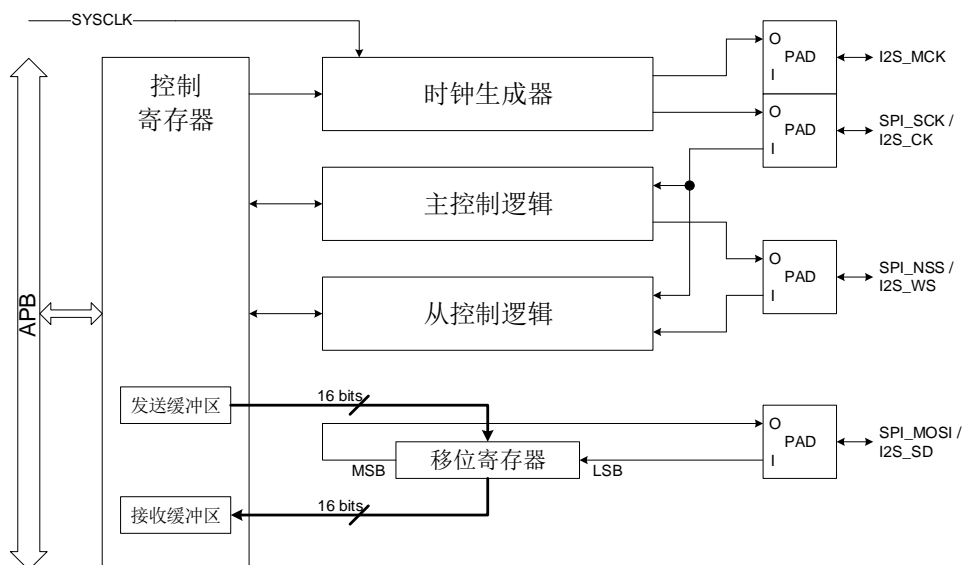 SYSCLK
APB
控制
寄存器
时钟生成器
主控制逻辑
从控制逻辑
发送缓冲区
16 bits
移位寄存器
MSB
LSB
接收缓冲区
16 bits
O
PAD
I
I2S_MCK
O
PAD
I
SPI_SCK /
I2S_CK
O
PAD
I
SPI_NSS /
I2S_WS
O
PAD
I
SPI_MOSI /
I2S_SD